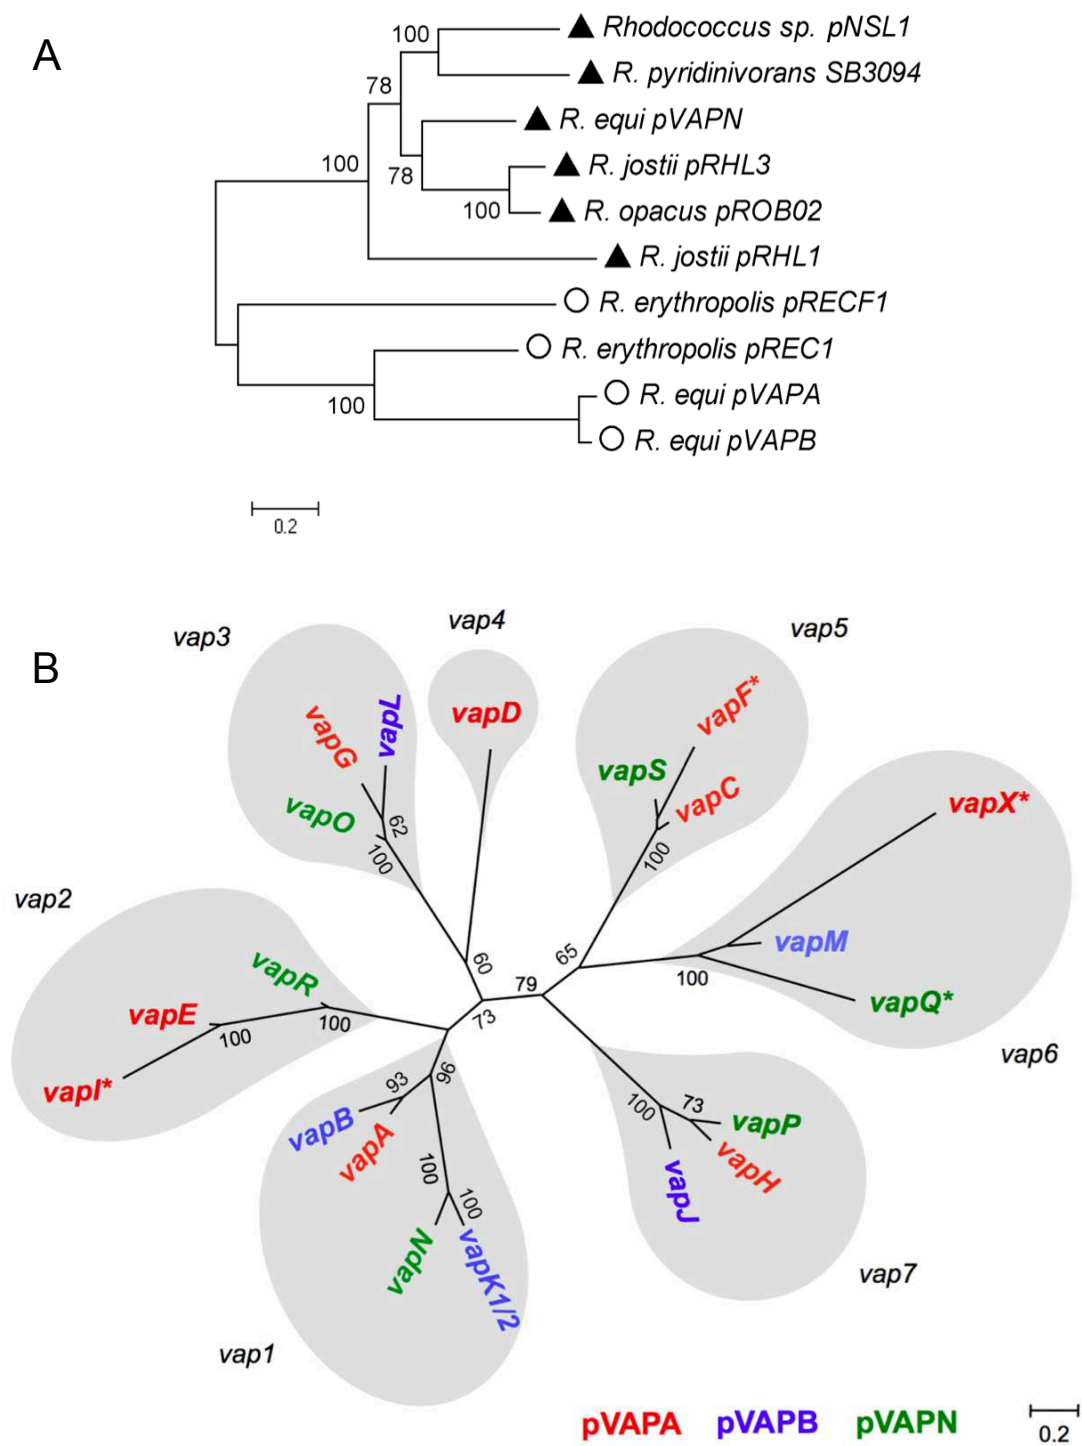 A
100
Rhodococcus sp. pNSL1
R. pyridinivorans SB3094
78
R. equi pVAPN
100
R. jostii pRHL3
78
100
R. opacus pROB02
R. jostii pRHL1
R. erythropolis pRECF1
R. erythropolis pREC1
R. equi pVAPA
100
R. equi pVAPB
0.2
B
vap3
vap4
vap5
vapG
vapL
vapO
62
100
vapD
vapF*
vapS
vapC
100
vapX*
vapM
vapQ*
100
vap6
vap2
vapR
vapE
100
100
vapI*
60
73
79
65
93
96
vapB
vapA
100
100
vapN
vapK1/2
vap1
100
73
vapP
vapH
vapJ
vap7
pVAPA pVAPB pVAPN
0.2